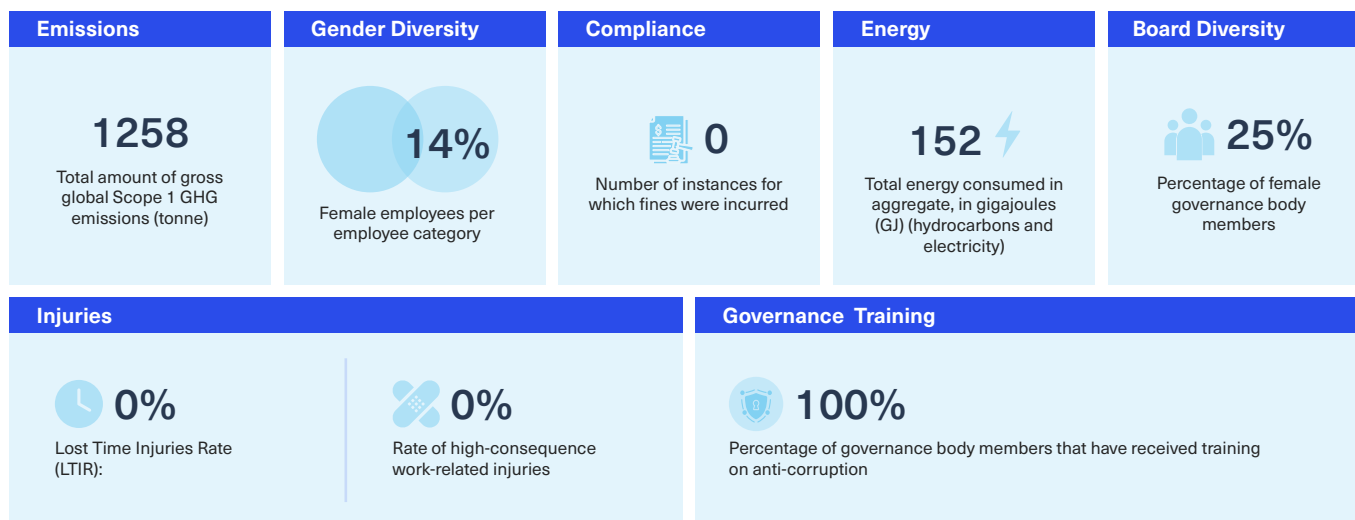 Emissions
1258
Total amount of gross
global Scope 1 GHG
emissions (tonne)
Gender Diversity
14%
Female employees per
employee category
Compliance
0
Number of instances for
which fines were incurred
Energy
152
Total energy consumed in
aggregate, in gigajoules
(GJ) (hydrocarbons and
electricity)
Board Diversity
25%
Percentage of female
governance body
members
Injuries
0%
Lost Time Injuries Rate
(LTIR):
0%
Rate of high-consequence
work-related injuries
Governance Training
100%
Percentage of governance body members that have received training
on anti-corruption